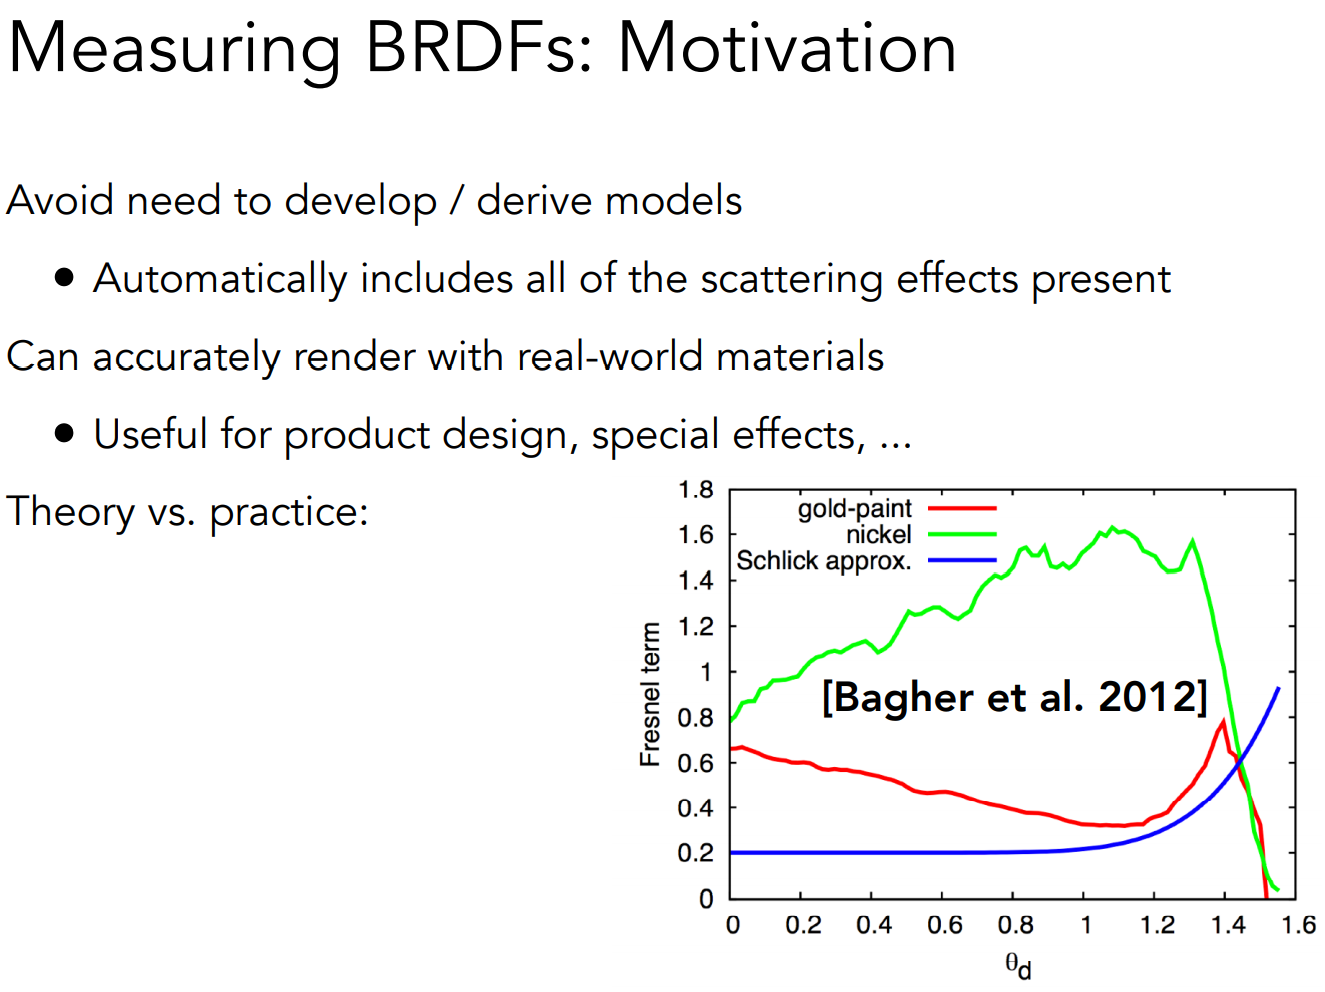 Measuring BRDFs: Motivation
Avoid need to develop / derive models
• Automatically includes all of the scattering effects present
Can accurately render with real-world materials
• Useful for product design, special effects, ...
Theory vs. practice:
gold-paint
nickel
Schlick approx.
[Bagher et al. 2012]
Fresnel term
1.8
1.6
1.4
1.2
1
0.8
0.6
0.4
0.2
0
0 0.2 0.4 0.6 0.8 1 1.2 1.4 1.6
θd